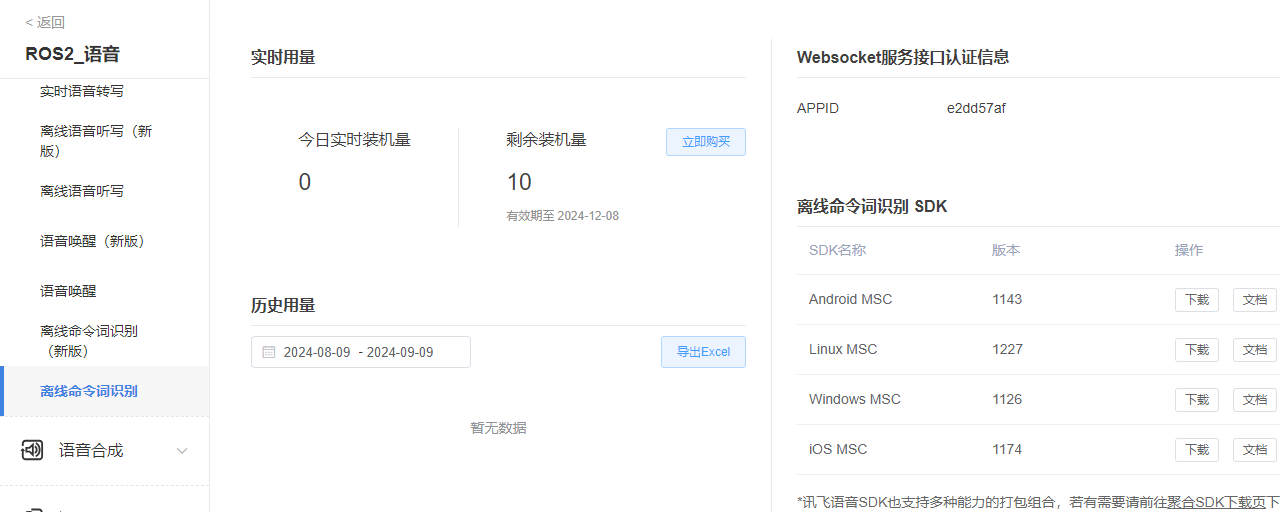 < 返回
ROS2_语音
实时语音转写
离线语音听写（新
版）
离线语音听写
语音唤醒（新版）
语音唤醒
离线命令词识别
（新版）
离线命令词识别
语音合成
实时用量
今日实时装机量
0
剩余装机量
10
有效期至 2024-12-08
立即购买
历史用量
2024-08-09 - 2024-09-09
导出Excel
暂无数据
Websocket服务接口认证信息
APPID e2dd57af
离线命令词识别 SDK
SDK名称 版本 操作
Android MSC 1143 下载 文档
Linux MSC 1227 下载 文档
Windows MSC 1126 下载 文档
iOS MSC 1174 下载 文档
*讯飞语音SDK也支持多种能力的打包组合，若有需要请前往聚合SDK下载页下